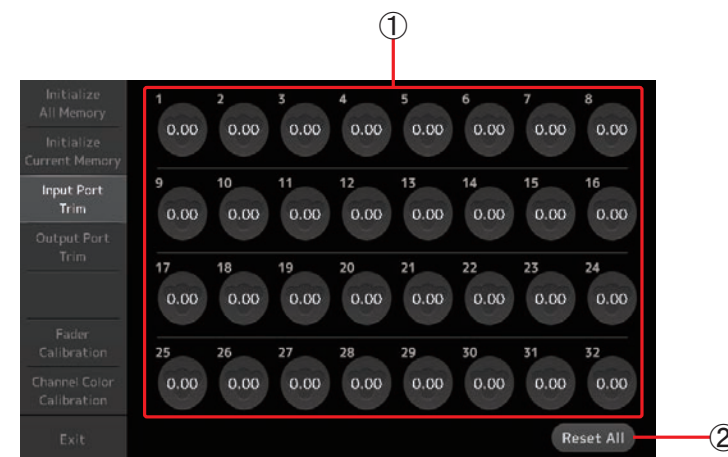 ①
Initialize
All Memory
Initialize
Current Memory
Input Port
Trim
Output Port
Trim
Fader
Calibration
Channel Color
Calibration
Exit
1 2 3 4 5 6 7 8
0.00 0.00 0.00 0.00 0.00 0.00 0.00 0.00
9 10 11 12 13 14 15 16
0.00 0.00 0.00 0.00 0.00 0.00 0.00 0.00
17 18 19 20 21 22 23 24
0.00 0.00 0.00 0.00 0.00 0.00 0.00 0.00
25 26 27 28 29 30 31 32
0.00 0.00 0.00 0.00 0.00 0.00 0.00 0.00
Reset All
②